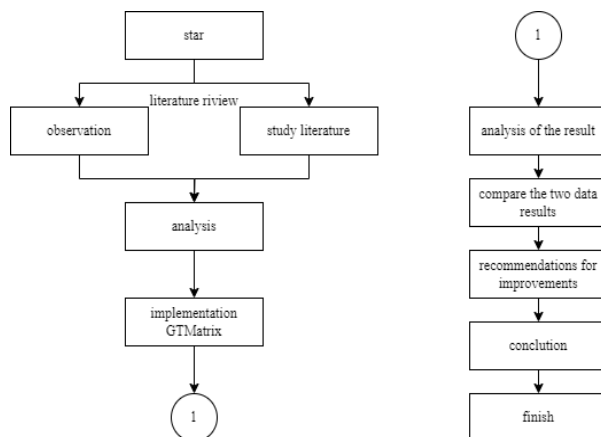 star
literature riview
observation
study literature
analysis
implementation
GTMatrix
1
1
analysis of the result
compare the two data
results
recommendations for
improvements
conclution
finish